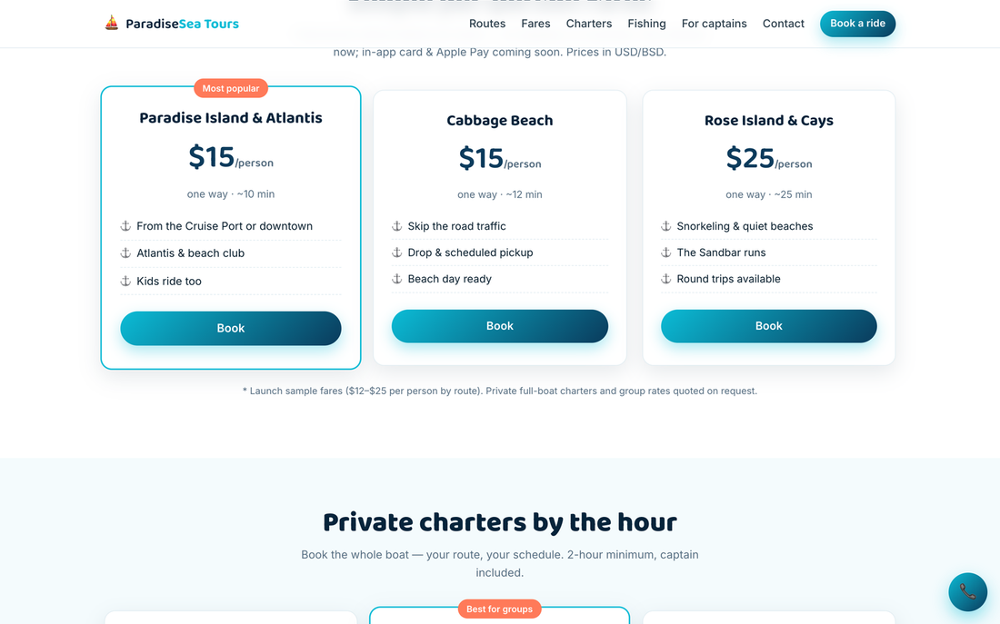 ParadiseSea Tours
Routes Fares Charters Fishing For captains Contact Book a ride
now; in-app card & Apple Pay coming soon. Prices in USD/BSD.
Most popular
Paradise Island & Atlantis
$15/person
one way · ~10 min
From the Cruise Port or downtown
Atlantis & beach club
Kids ride too
Book
Cabbage Beach
$15/person
one way · ~12 min
Skip the road traffic
Drop & scheduled pickup
Beach day ready
Book
Rose Island & Cays
$25/person
one way · ~25 min
Snorkeling & quiet beaches
The Sandbar runs
Round trips available
Book
* Launch sample fares ($12–$25 per person by route). Private full-boat charters and group rates quoted on request.
Private charters by the hour
Book the whole boat — your route, your schedule. 2-hour minimum, captain
included.
Best for groups